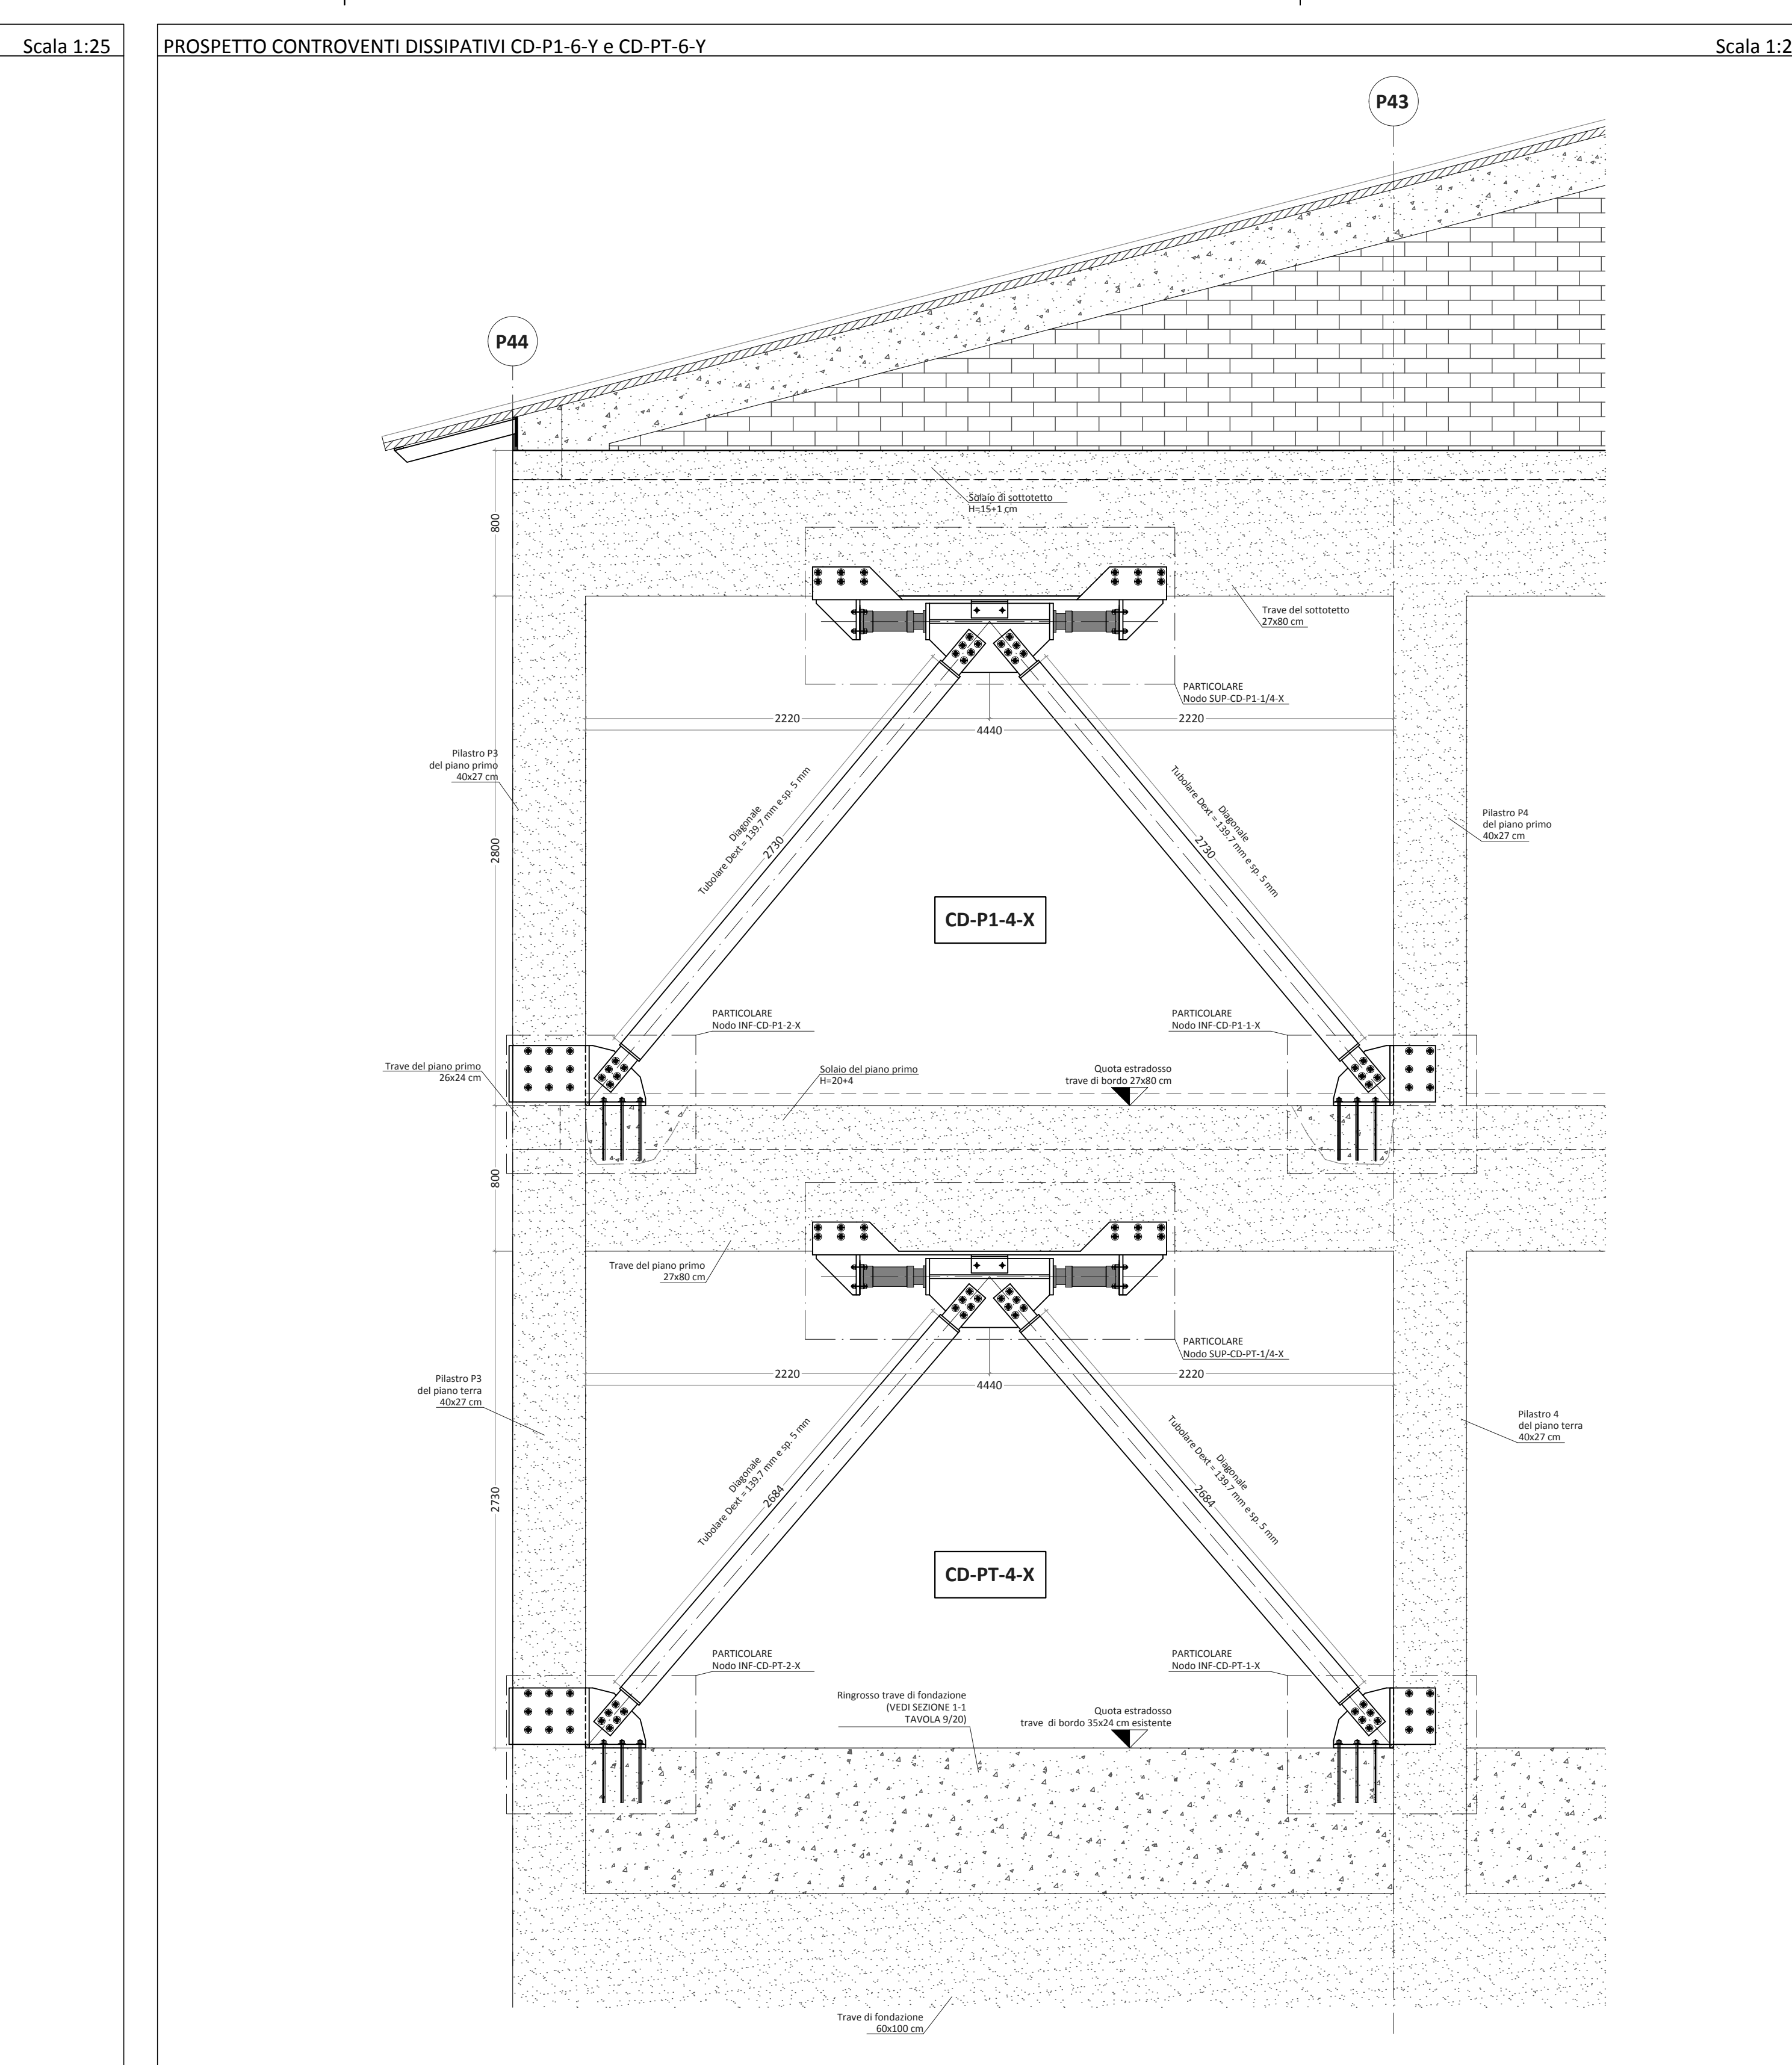 Scala 1:25
PROSPETTO CONTROVENTI DISSIPATIVI CD-P1-6-Y e CD-PT-6-Y
Scala 1:2
P43
P44
800
Solaio di sottotetto
H=15+1 cm
Trave del sottotetto
27x80 cm
PARTICOLARE
Nodo SUP-CD-P1-1/4-X
2220
2220
4440
Pilastro P3
del piano primo
40x27 cm
Diagonale
Tubolare Dext = 139.7 mm e sp. 5 mm
2730
Diagonale
Tubolare Dext = 139.7 mm e sp. 5 mm
2730
Pilastro P4
del piano primo
40x27 cm
2800
CD-P1-4-X
PARTICOLARE
Nodo INF-CD-P1-2-X
PARTICOLARE
Nodo INF-CD-P1-1-X
Trave del piano primo
26x24 cm
Solaio del piano primo
H=20+4
Quota estradosso
trave di bordo 27x80 cm
800
Trave del piano primo
27x80 cm
PARTICOLARE
Nodo SUP-CD-PT-1/4-X
2220
2220
4440
Pilastro P3
del piano terra
40x27 cm
Diagonale
Tubolare Dext = 139.7 mm e sp. 5 mm
2684
Diagonale
Tubolare Dext = 139.7 mm e sp. 5 mm
2684
Pilastro 4
del piano terra
40x27 cm
2730
CD-PT-4-X
PARTICOLARE
Nodo INF-CD-PT-2-X
PARTICOLARE
Nodo INF-CD-PT-1-X
Ringrosso trave di fondazione
(VEDI SEZIONE 1-1
TAVOLA 9/20)
Quota estradosso
trave di bordo 35x24 cm esistente
Trave di fondazione
60x100 cm